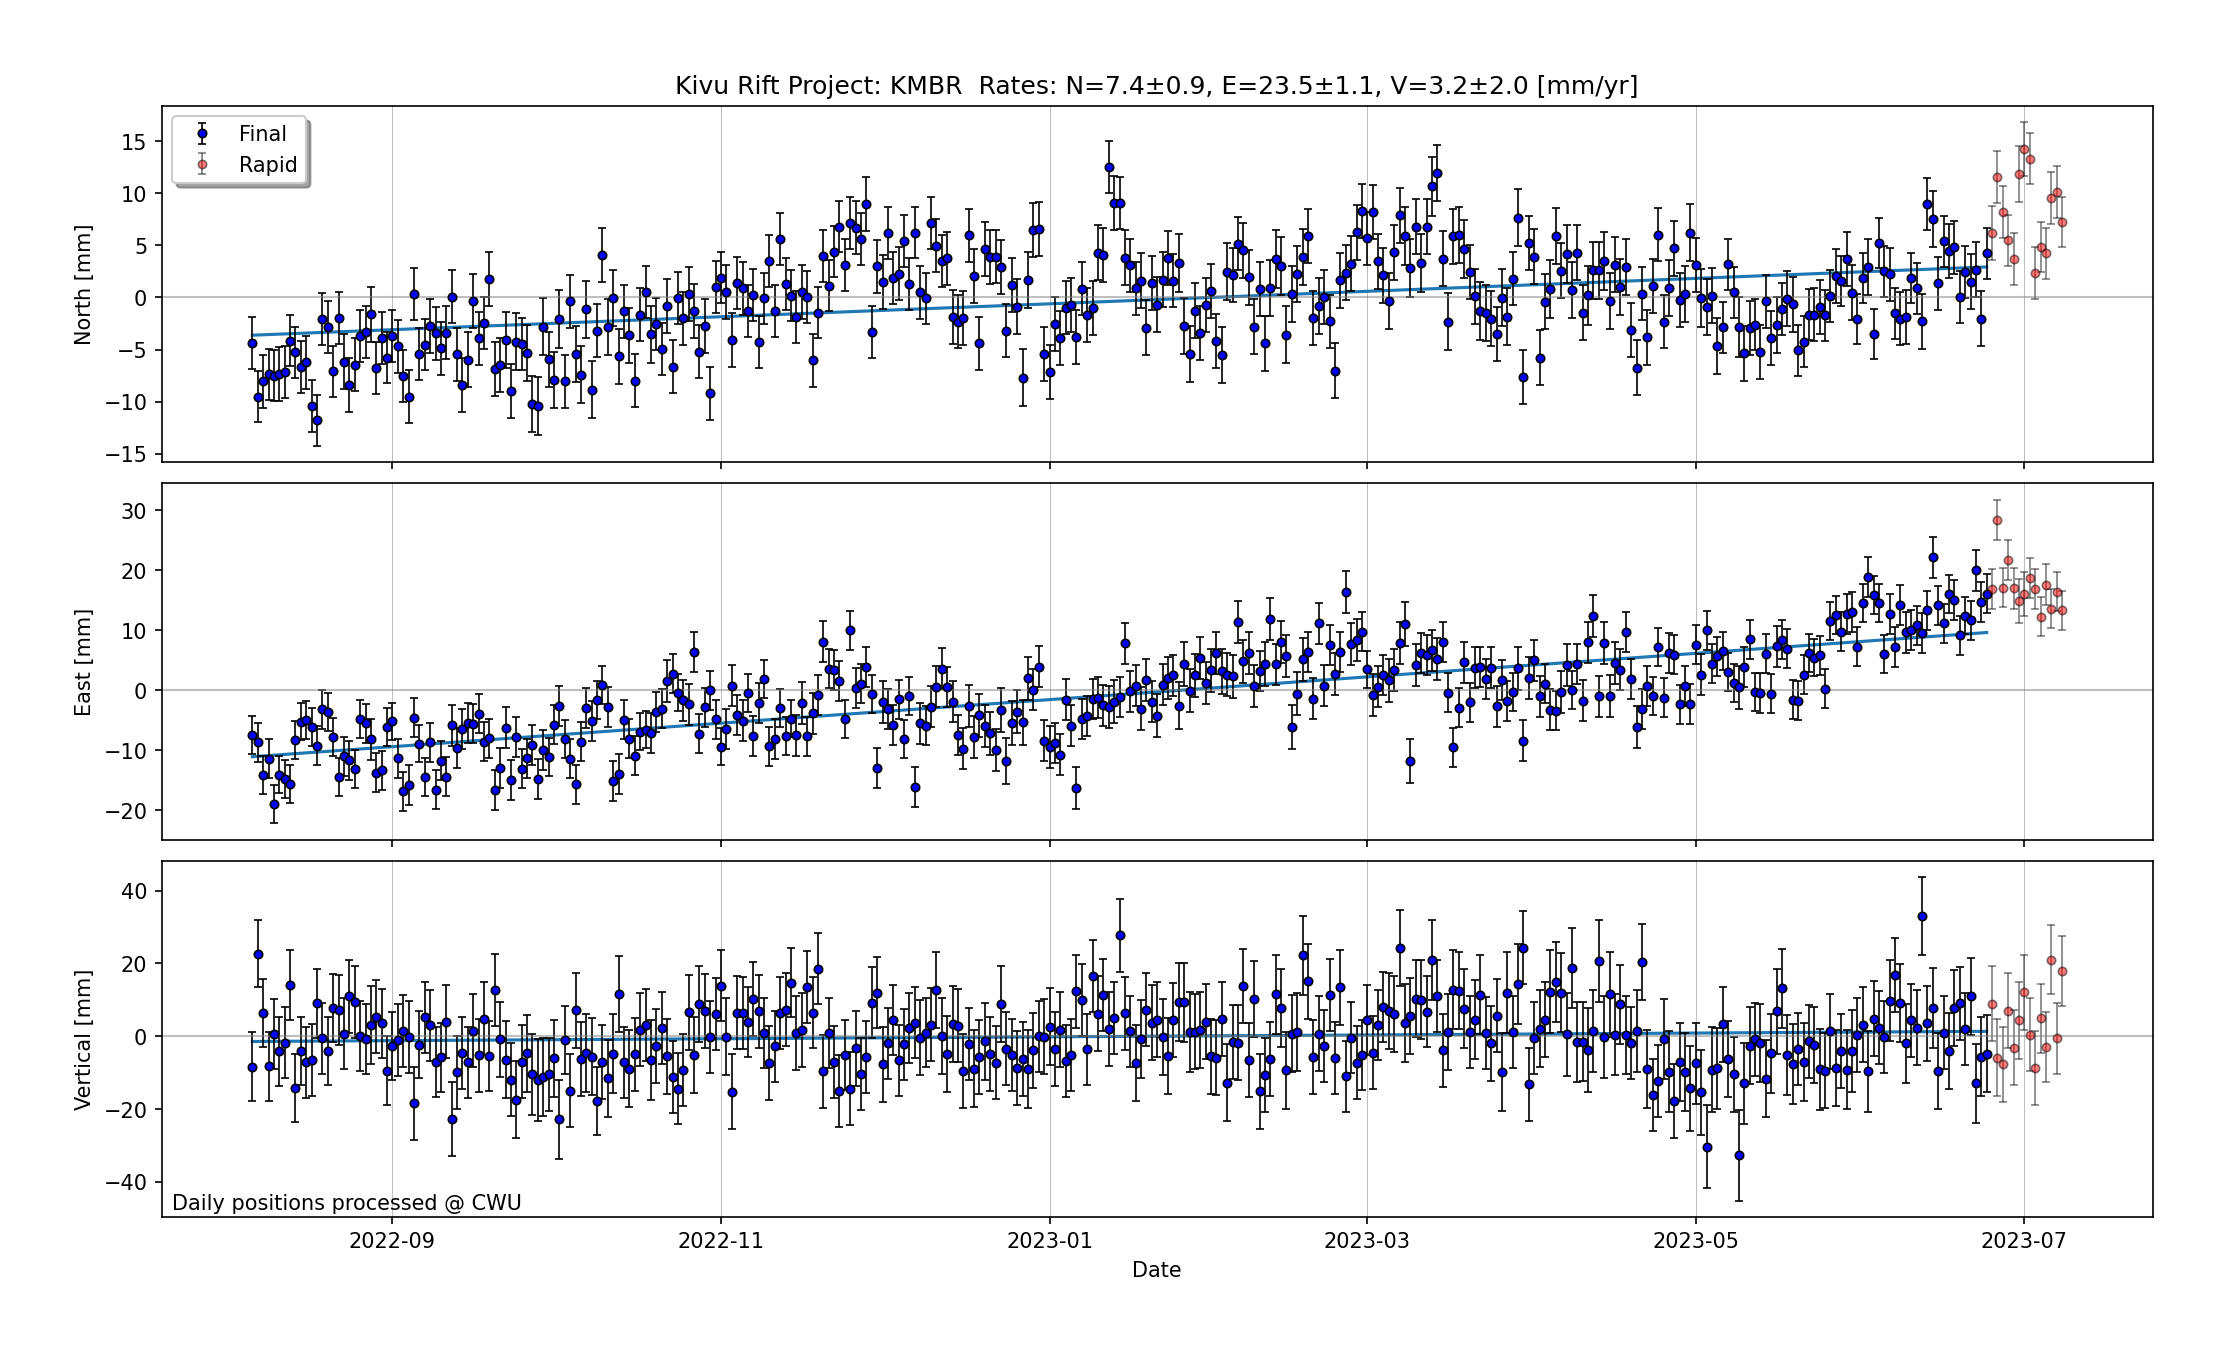 Kivu Rift Project: KMBR  Rates: N=7.4±0.9, E=23.5±1.1, V=3.2±2.0 [mm/yr]
Final
Rapid
North [mm]
15
10
5
0
−5
−10
−15
East [mm]
30
20
10
0
−10
−20
Vertical [mm]
40
20
0
−20
−40
Daily positions processed @ CWU
2022-09 2022-11 2023-01 2023-03 2023-05 2023-07
Date